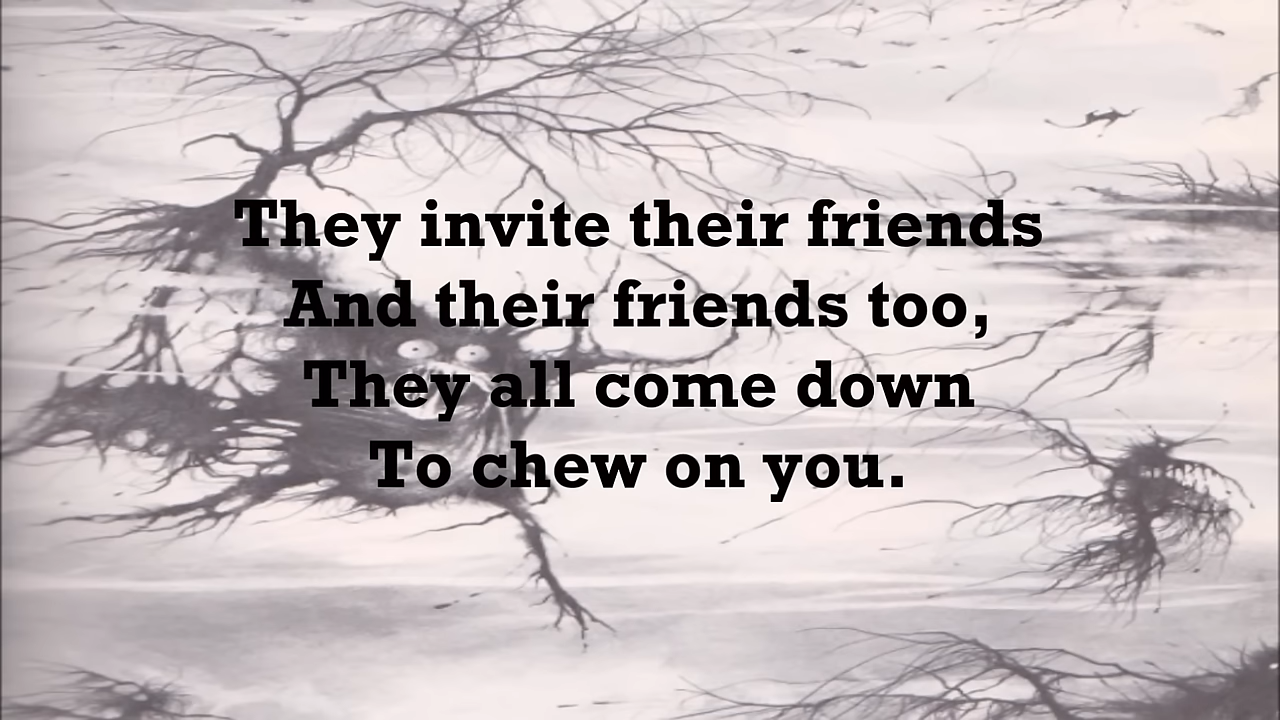 They invite their friends
And their friends too,
They all come down
To chew on you.